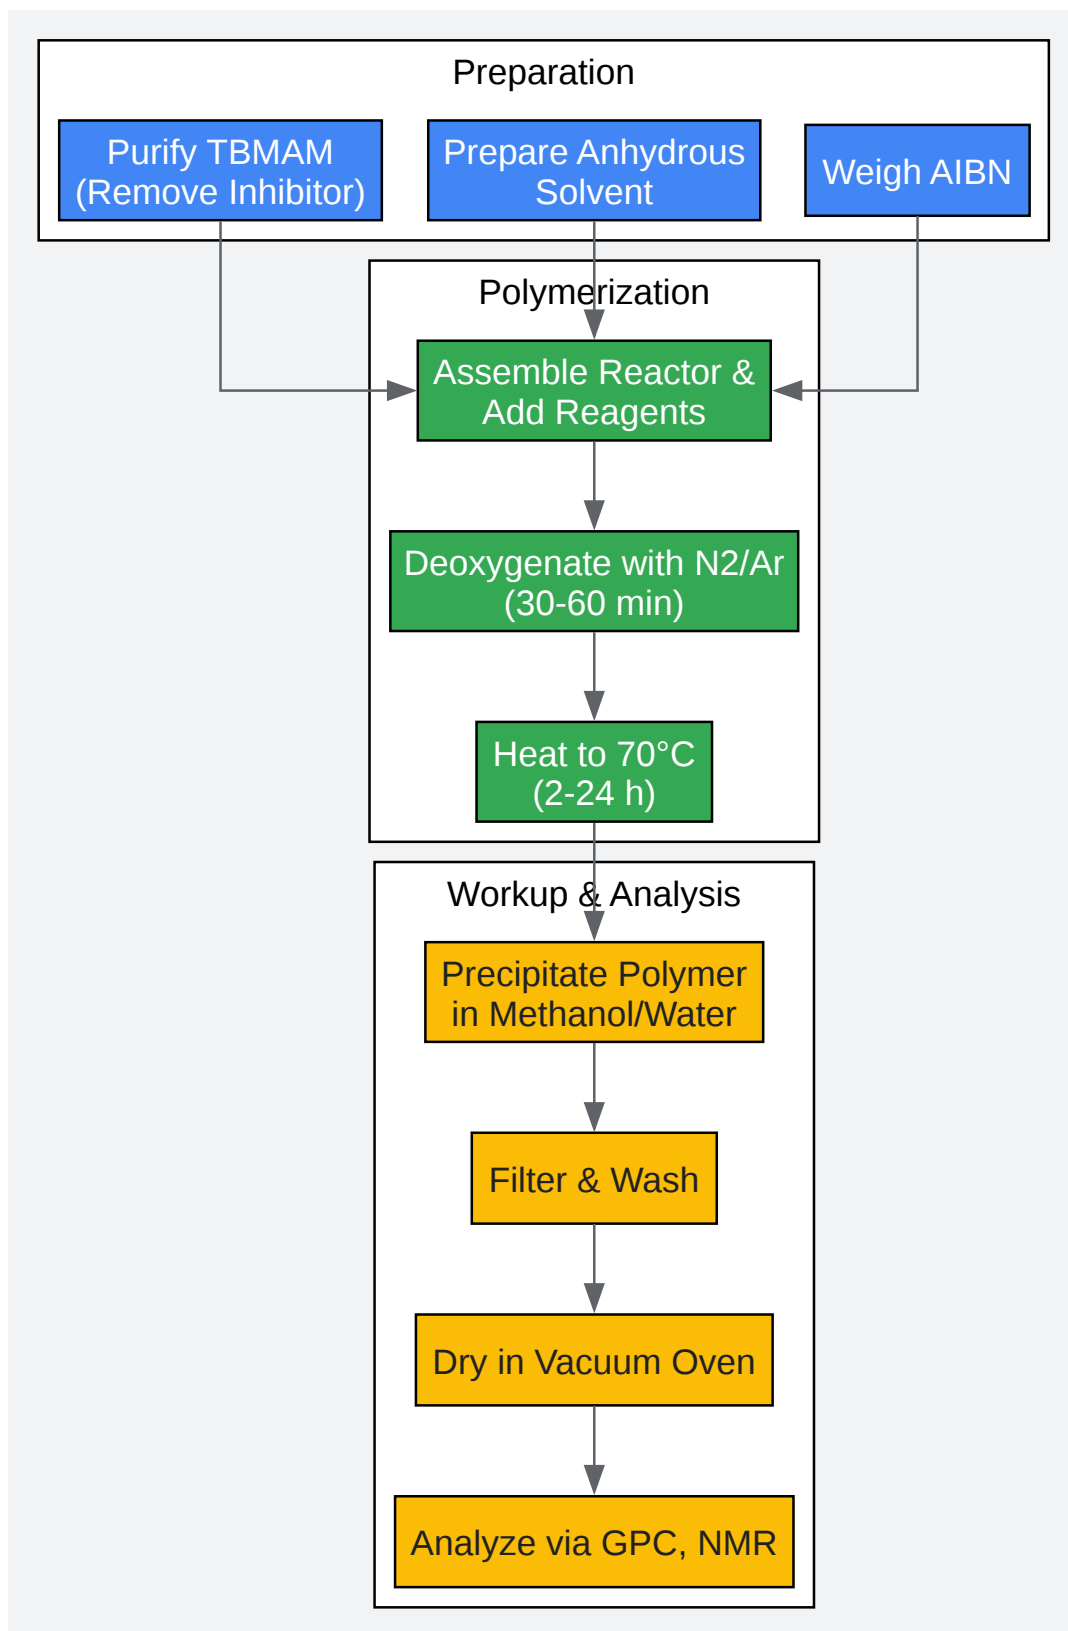 Preparation
Purify TBMAM
(Remove Inhibitor)
Prepare Anhydrous
Solvent
Weigh AIBN
Polymerization
Assemble Reactor &
Add Reagents
Deoxygenate with N2/Ar
(30-60 min)
Heat to 70°C
(2-24 h)
Workup & Analysis
Precipitate Polymer
in Methanol/Water
Filter & Wash
Dry in Vacuum Oven
Analyze via GPC, NMR